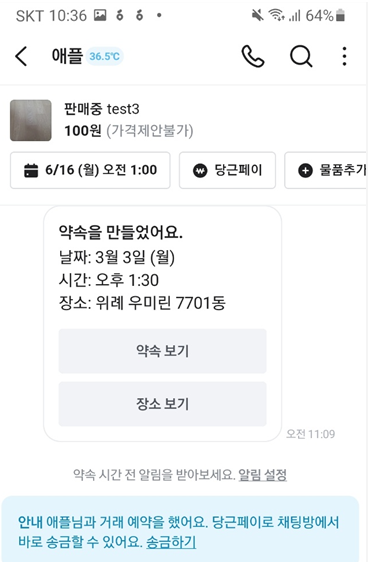 SKT 10:36 64%
애플 36.5℃
판매중 test3
100원 (가격제안불가)
6/16 (월) 오전 1:00 당근페이 물품추가
약속을 만들었어요.
날짜: 3월 3일 (월)
시간: 오후 1:30
장소: 위례 우미린 7701동
약속 보기
장소 보기
오전 11:09
약속 시간 전 알림을 받아보세요. 알림 설정
안내 애플님과 거래 예약을 했어요. 당근페이로 채팅방에서
바로 송금할 수 있어요. 송금하기